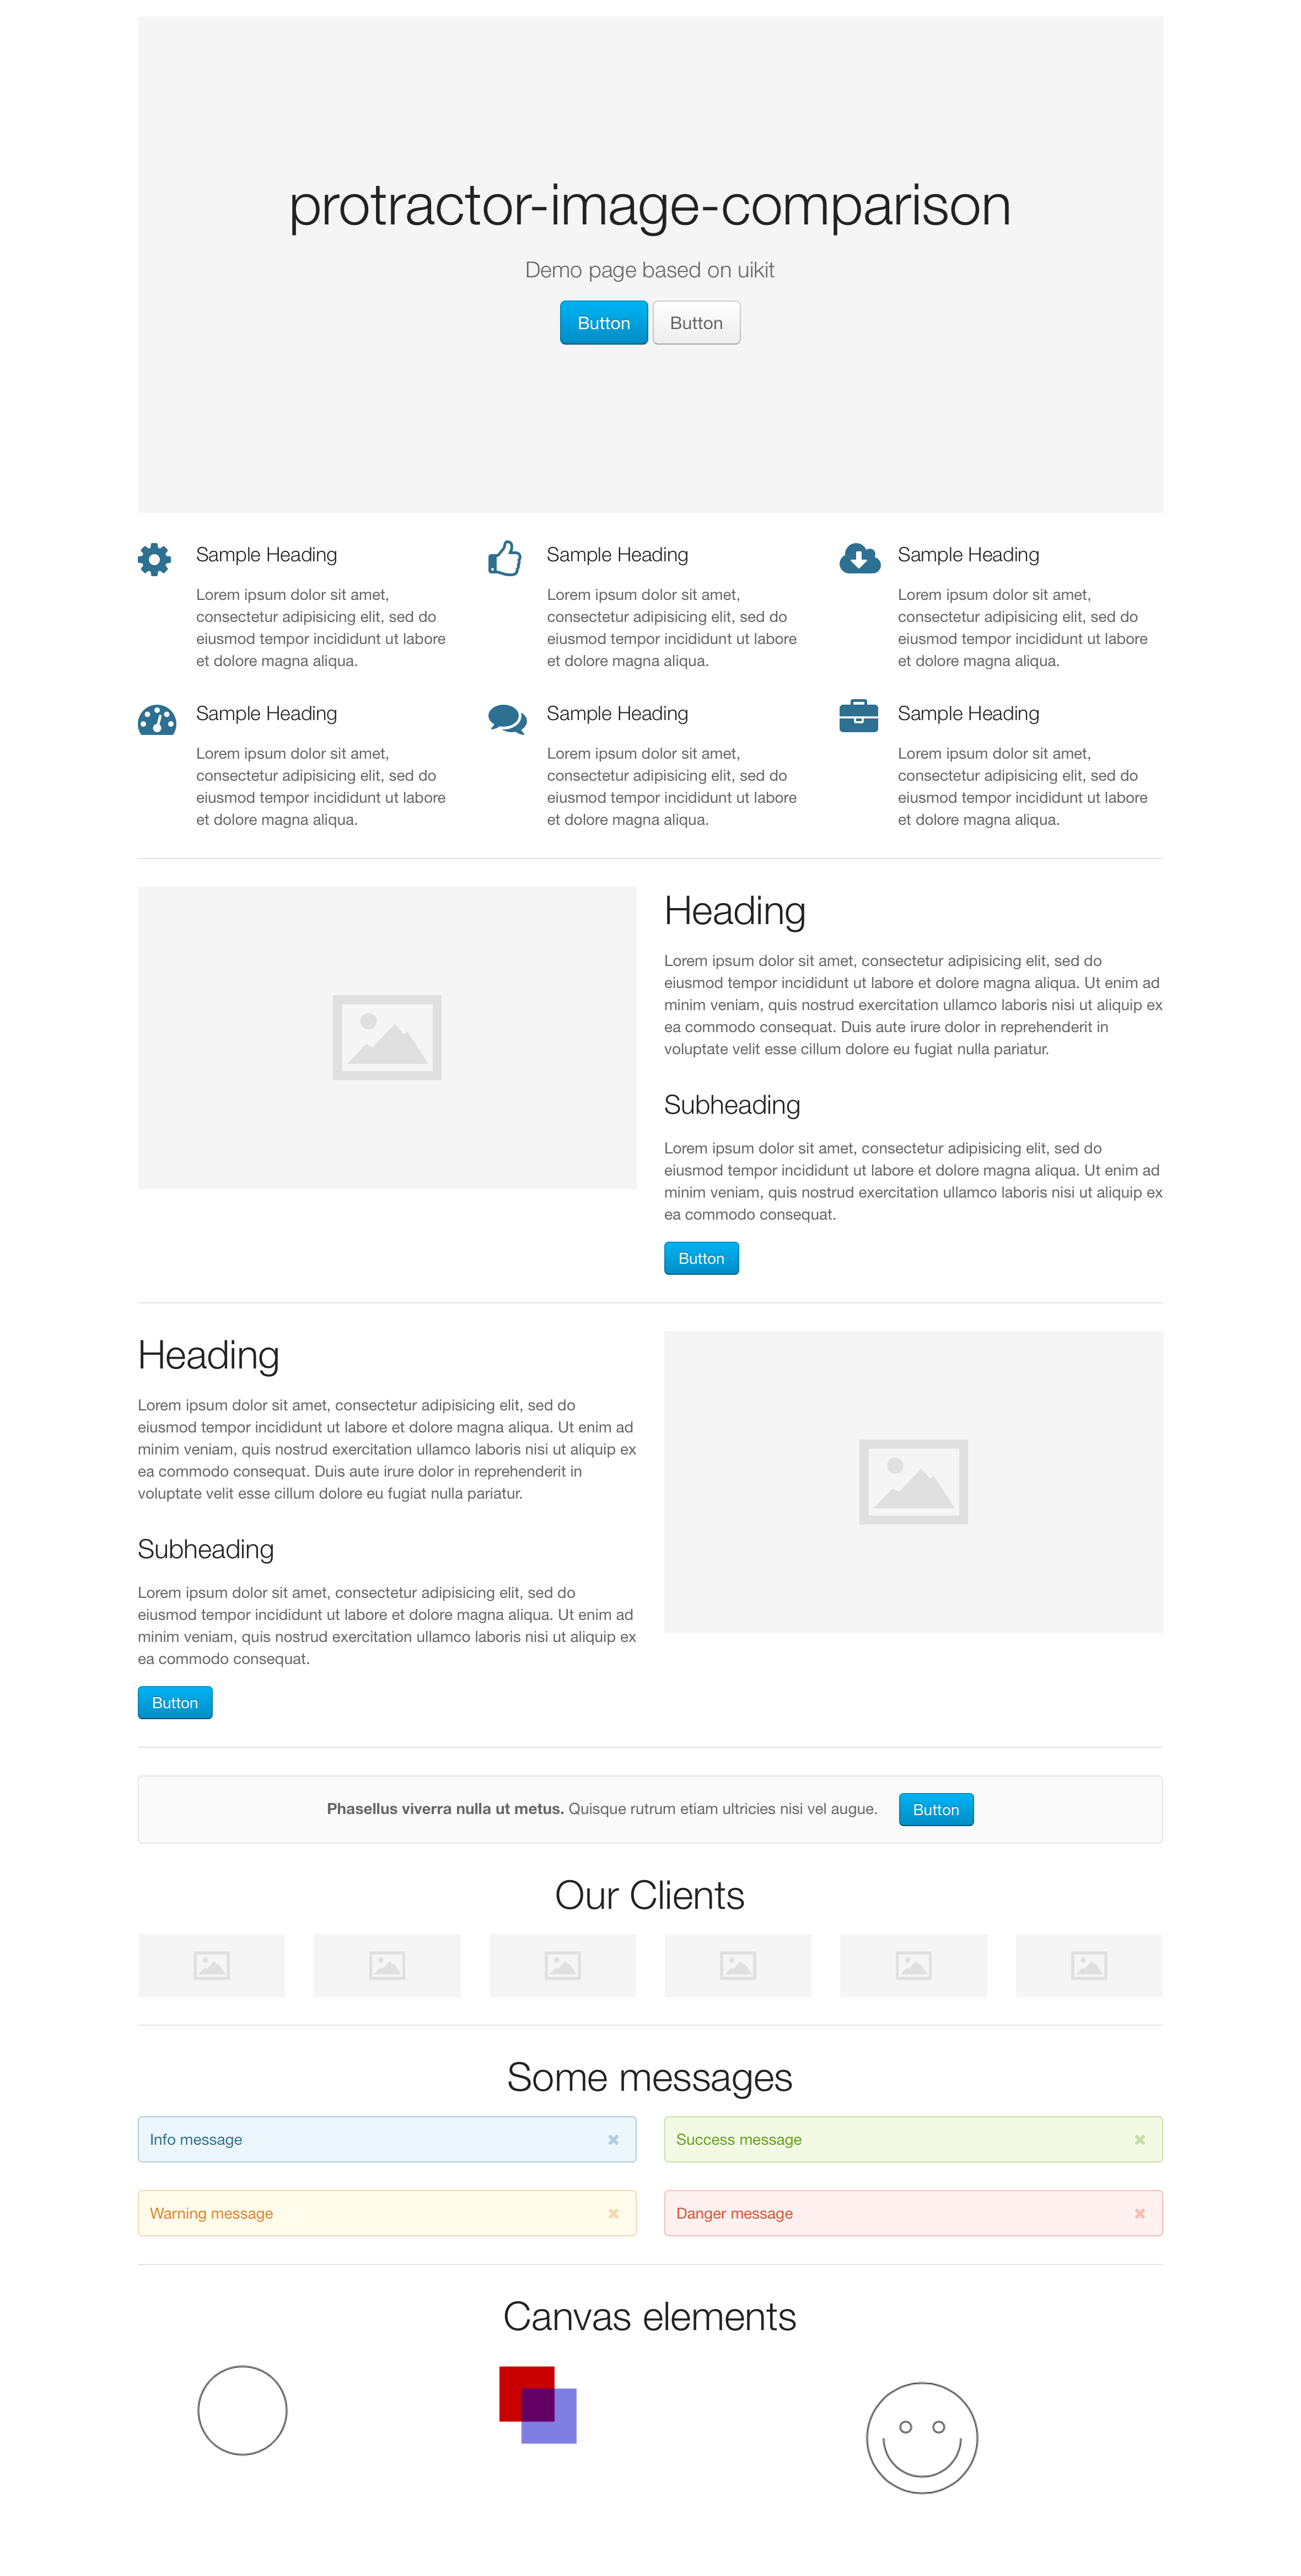 protractor-image-comparison
Demo page based on uikit
Button Button
Sample Heading
Lorem ipsum dolor sit amet,
consectetur adipisicing elit, sed do
eiusmod tempor incididunt ut labore
et dolore magna aliqua.
Sample Heading
Lorem ipsum dolor sit amet,
consectetur adipisicing elit, sed do
eiusmod tempor incididunt ut labore
et dolore magna aliqua.
Sample Heading
Lorem ipsum dolor sit amet,
consectetur adipisicing elit, sed do
eiusmod tempor incididunt ut labore
et dolore magna aliqua.
Sample Heading
Lorem ipsum dolor sit amet,
consectetur adipisicing elit, sed do
eiusmod tempor incididunt ut labore
et dolore magna aliqua.
Sample Heading
Lorem ipsum dolor sit amet,
consectetur adipisicing elit, sed do
eiusmod tempor incididunt ut labore
et dolore magna aliqua.
Sample Heading
Lorem ipsum dolor sit amet,
consectetur adipisicing elit, sed do
eiusmod tempor incididunt ut labore
et dolore magna aliqua.
Heading
Lorem ipsum dolor sit amet, consectetur adipisicing elit, sed do
eiusmod tempor incididunt ut labore et dolore magna aliqua. Ut enim ad
minim veniam, quis nostrud exercitation ullamco laboris nisi ut aliquip ex
ea commodo consequat. Duis aute irure dolor in reprehenderit in
voluptate velit esse cillum dolore eu fugiat nulla pariatur.
Subheading
Lorem ipsum dolor sit amet, consectetur adipisicing elit, sed do
eiusmod tempor incididunt ut labore et dolore magna aliqua. Ut enim ad
minim veniam, quis nostrud exercitation ullamco laboris nisi ut aliquip ex
ea commodo consequat.
Button
Heading
Lorem ipsum dolor sit amet, consectetur adipisicing elit, sed do
eiusmod tempor incididunt ut labore et dolore magna aliqua. Ut enim ad
minim veniam, quis nostrud exercitation ullamco laboris nisi ut aliquip ex
ea commodo consequat. Duis aute irure dolor in reprehenderit in
voluptate velit esse cillum dolore eu fugiat nulla pariatur.
Subheading
Lorem ipsum dolor sit amet, consectetur adipisicing elit, sed do
eiusmod tempor incididunt ut labore et dolore magna aliqua. Ut enim ad
minim veniam, quis nostrud exercitation ullamco laboris nisi ut aliquip ex
ea commodo consequat.
Button
Phasellus viverra nulla ut metus. Quisque rutrum etiam ultricies nisi vel augue. Button
Our Clients
Some messages
Info message
Success message
Warning message
Danger message
Canvas elements